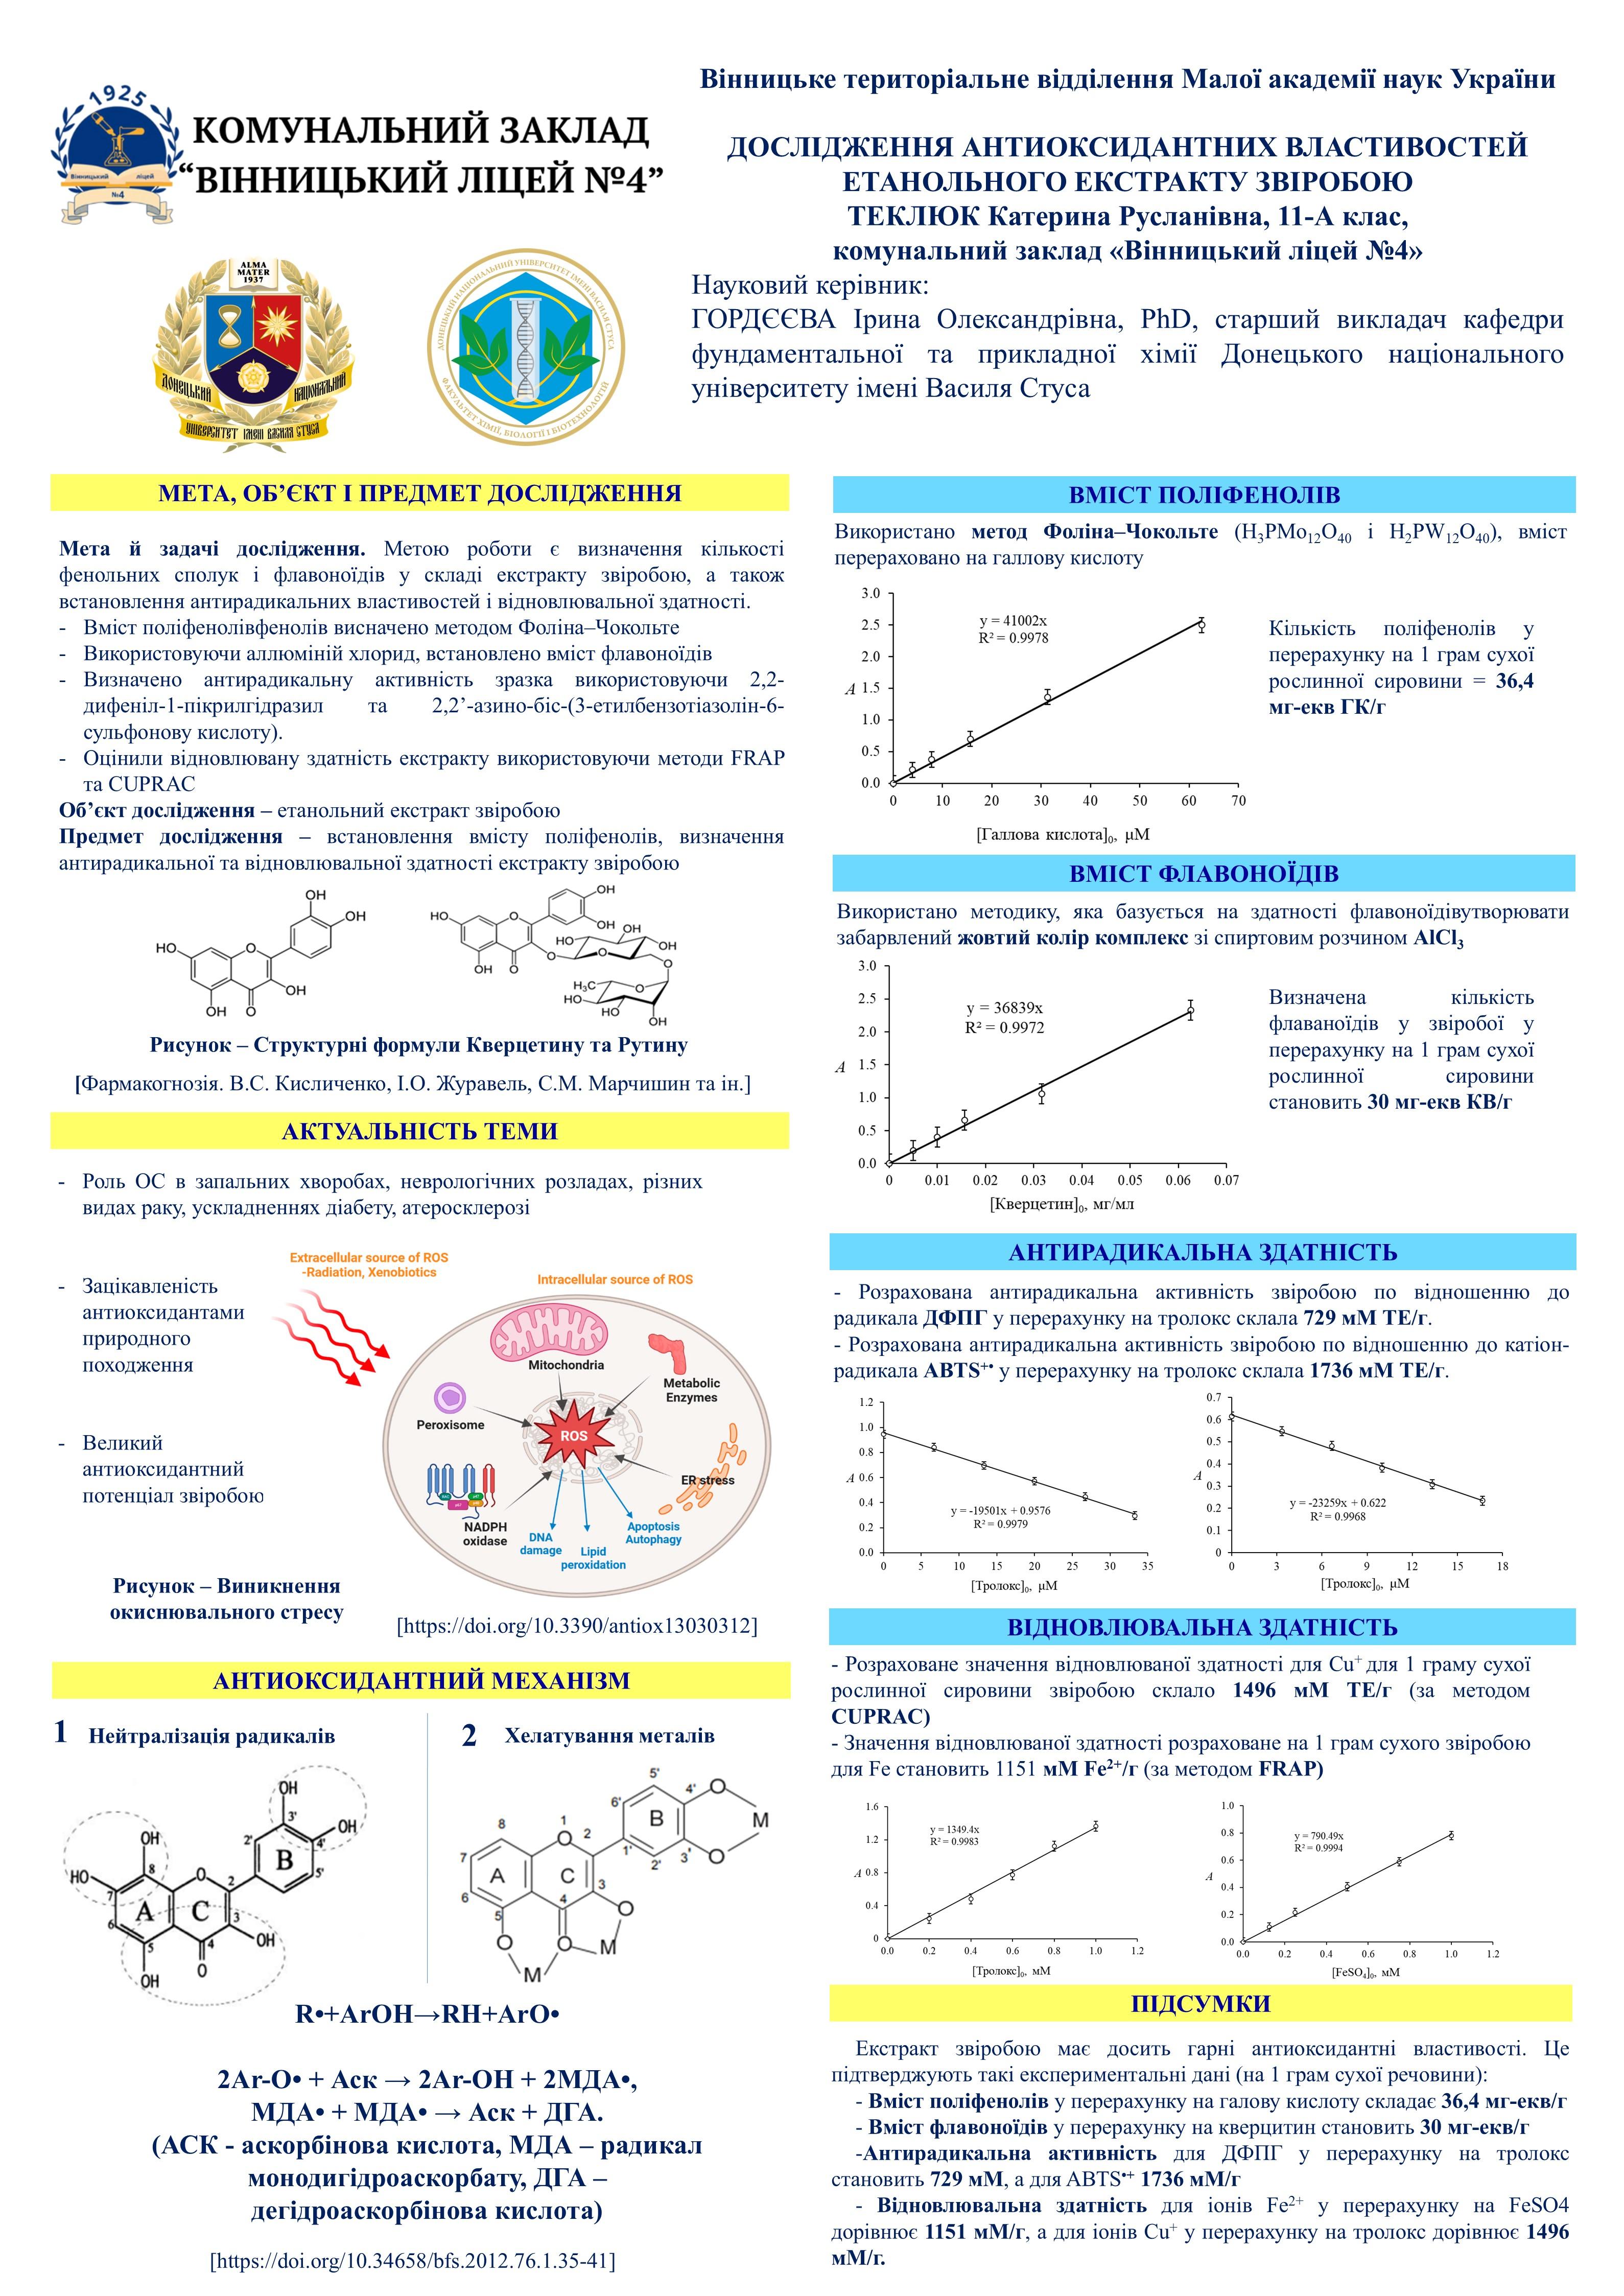 1925
Вінницький ліцей
№4
КОМУНАЛЬНИЙ ЗАКЛАД
“ВІННИЦЬКИЙ ЛІЦЕЙ №4”
ALMA
MATER
1937
ДОНЕЦЬКИЙ
НАЦІОНАЛЬНИЙ
УНІВЕРСИТЕТ ІМЕНІ ВАСИЛЯ СТУСА
ДОНЕЦЬКИЙ НАЦІОНАЛЬНИЙ УНІВЕРСИТЕТ ІМЕНІ ВАСИЛЯ СТУСА
ФАКУЛЬТЕТ ХІМІЇ, БІОЛОГІЇ І БІОТЕХНОЛОГІЙ
Вінницьке територіальне відділення Малої академії наук України
ДОСЛІДЖЕННЯ АНТИОКСИДАНТНИХ ВЛАСТИВОСТЕЙ
ЕТАНОЛЬНОГО ЕКСТРАКТУ ЗВІРОБОЮ
ТЕКЛЮК Катерина Русланівна, 11-А клас,
комунальний заклад «Вінницький ліцей №4»
Науковий керівник:
ГОРДЄЄВА Ірина Олександрівна, PhD, старший викладач кафедри
фундаментальної та прикладної хімії Донецького національного
університету імені Василя Стуса
МЕТА, ОБ’ЄКТ І ПРЕДМЕТ ДОСЛІДЖЕННЯ
Мета й задачі дослідження. Метою роботи є визначення кількості
фенольних сполук і флавоноїдів у складі екстракту звіробою, а також
встановлення антирадикальних властивостей і відновлювальної здатності.
- Вміст поліфенолівфенолів визначено методом Фоліна–Чокольте
- Використовуючи аллюміній хлорид, встановлено вміст флавоноїдів
- Визначено антирадикальну активність зразка використовуючи 2,2-
дифеніл-1-пікрилгідразил та 2,2’-азино-біс-(3-етилбензотіазолін-6-
сульфонову кислоту).
- Оцінили відновлювану здатність екстракту використовуючи методи FRAP
та CUPRAC
Об’єкт дослідження – етанольний екстракт звіробою
Предмет дослідження – встановлення вмісту поліфенолів, визначення
антирадикальної та відновлювальної здатності екстракту звіробою
OH
OH
HO
O
OH
OH O
OH
HO
O
OH
OH O
O
HO
OH
O
OH
O
H₃C
O
HO
HO
OH
Рисунок – Структурні формули Кверцетину та Рутину
[Фармакогнозія. В.С. Кисличенко, І.О. Журавель, С.М. Марчишин та ін.]
АКТУАЛЬНІСТЬ ТЕМИ
- Роль ОС в запальних хворобах, неврологічних розладах, різних
видах раку, ускладненнях діабету, атеросклерозі
- Зацікавленість
антиоксидантами
природного
походження
- Великий
антиоксидантний
потенціал звіробою
Рисунок – Виникнення
окиснювального стресу
Extracellular source of ROS
-Radiation, Xenobiotics
Intracellular source of ROS
Mitochondria
Metabolic
Enzymes
Peroxisome
ROS
ER stress
NADPH
oxidase
DNA
damage
Lipid
peroxidation
Apoptosis
Autophagy
[https://doi.org/10.3390/antiox13030312]
АНТИОКСИДАНТНИЙ МЕХАНІЗМ
1 Нейтралізація радикалів
OH
3'
OH
4'
2'
B
5'
OH
8
HO
7
O
2
A
C
6
3
5
4
OH
OH
O
2 Хелатування металів
5'
4'
O
6'
B
M
8
1
O
2
1'
2'
3'
O
7
A
C
6
4
3
5
O
O
O
M
M
R•+ArOH→RH+ArO•
2Ar-O• + Аск → 2Ar-OH + 2МДА•,
МДА• + МДА• → Аск + ДГА.
(АСК - аскорбінова кислота, МДА – радикал
монодигідроаскорбату, ДГА –
дегідроаскорбінова кислота)
[https://doi.org/10.34658/bfs.2012.76.1.35-41]
ВМІСТ ПОЛІФЕНОЛІВ
Використано метод Фоліна–Чокольте (H₃PMo₁₂O₄₀ і H₂PW₁₂O₄₀), вміст
перераховано на галлову кислоту
3.0
2.5
2.0
A 1.5
1.0
0.5
0.0
y = 41002x
R² = 0.9978
0 10 20 30 40 50 60 70
[Галлова кислота]₀, μM
Кількість поліфенолів у
перерахунку на 1 грам сухої
рослинної сировини = 36,4
мг-екв ГК/г
ВМІСТ ФЛАВОНОЇДІВ
Використано методику, яка базується на здатності флавоноїдівутворювати
забарвлений жовтий колір комплекс зі спиртовим розчином AlCl₃
3.0
2.5
2.0
A 1.5
1.0
0.5
0.0
y = 36839x
R² = 0.9972
0 0.01 0.02 0.03 0.04 0.05 0.06 0.07
[Кверцетин]₀, мг/мл
Визначена кількість
флаваноїдів у звіробої у
перерахунку на 1 грам сухої
рослинної сировини
становить 30 мг-екв КВ/г
АНТИРАДИКАЛЬНА ЗДАТНІСТЬ
- Розрахована антирадикальна активність звіробою по відношенню до
радикала ДФПГ у перерахунку на тролокс склала 729 мМ ТЕ/г.
- Розрахована антирадикальна активність звіробою по відношенню до катіон-
радикала ABTS⁺• у перерахунку на тролокс склала 1736 мМ ТЕ/г.
1.2
1.0
0.8
A 0.6
0.4
0.2
0.0
y = -19501x + 0.9576
R² = 0.9979
0 5 10 15 20 25 30 35
[Тролокс]₀, μM
0.7
0.6
0.5
0.4
A
0.3
0.2
0.1
0
y = -23259x + 0.622
R² = 0.9968
0 3 6 9 12 15 18
[Тролокс]₀, μM
ВІДНОВЛЮВАЛЬНА ЗДАТНІСТЬ
- Розраховане значення відновлюваної здатності для Cu⁺ для 1 граму сухої
рослинної сировини звіробою склало 1496 мМ ТЕ/г (за методом
CUPRAC)
- Значення відновлюваної здатності розраховане на 1 грам сухого звіробою
для Fe становить 1151 мМ Fe²⁺/г (за методом FRAP)
1.6
1.2
A 0.8
0.4
0
y = 1349.4x
R² = 0.9983
0.0 0.2 0.4 0.6 0.8 1.0 1.2
[Тролокс]₀, мМ
1.0
0.8
0.6
A
0.4
0.2
0.0
y = 790.49x
R² = 0.9994
0.0 0.2 0.4 0.6 0.8 1.0 1.2
[FeSO₄]₀, мМ
ПІДСУМКИ
Екстракт звіробою має досить гарні антиоксидантні властивості. Це
підтверджують такі експериментальні дані (на 1 грам сухої речовини):
- Вміст поліфенолів у перерахунку на галову кислоту складає 36,4 мг-екв/г
- Вміст флавоноїдів у перерахунку на кверцитин становить 30 мг-екв/г
-Антирадикальна активність для ДФПГ у перерахунку на тролокс
становить 729 мМ, а для ABTS•⁺ 1736 мМ/г
- Відновлювальна здатність для іонів Fe²⁺ у перерахунку на FeSO4
дорівнює 1151 мМ/г, а для іонів Cu⁺ у перерахунку на тролокс дорівнює 1496
мМ/г.